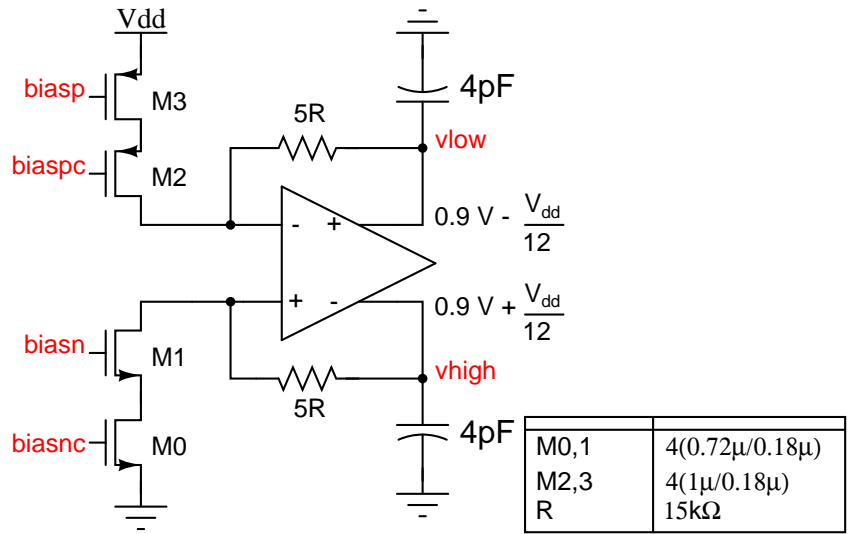 Vdd
biasp
M3
biaspc
M2
5R
4pF
vlow
- +
0.9 V - Vdd
12
+ -
0.9 V + Vdd
12
biasn
M1
vhigh
5R
biasnc
M0
4pF
M0,1 4(0.72μ/0.18μ)
M2,3 4(1μ/0.18μ)
R 15kΩ